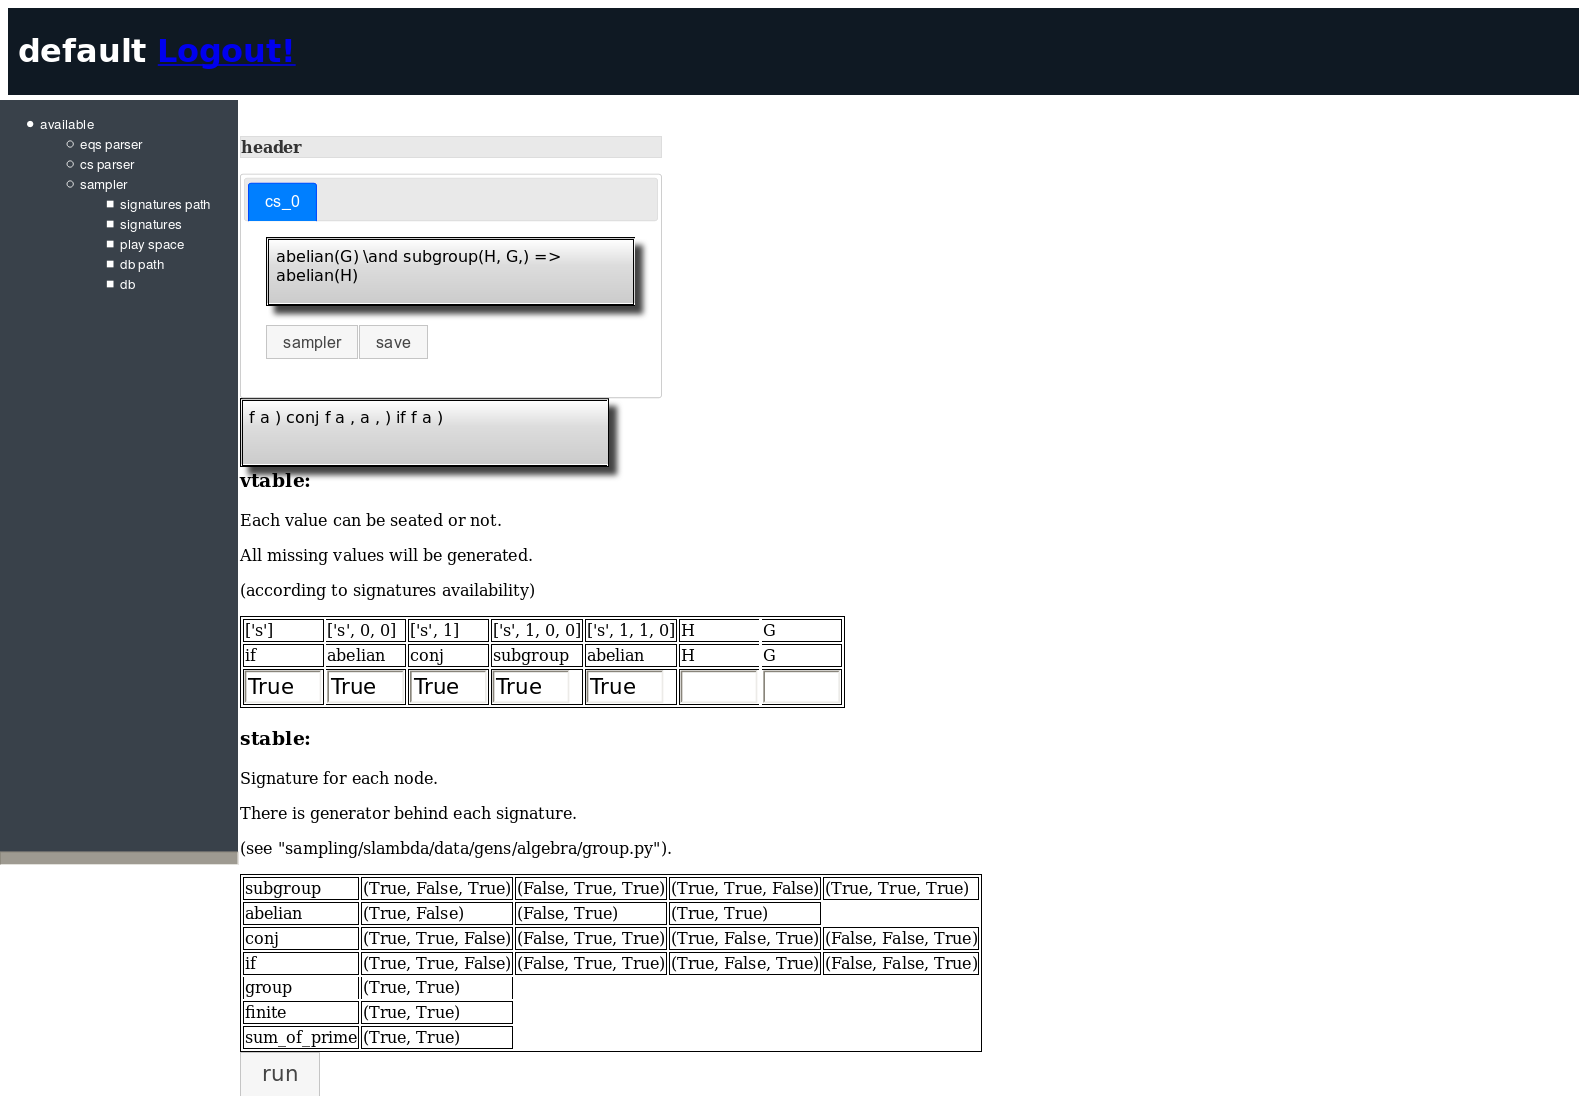 default Logout!
available
eqs parser
cs parser
sampler
signatures path
signatures
play space
db path
db
header
cs_0
abelian(G) \and subgroup(H, G,) =>
abelian(H)
sampler save
f a ) conj f a , a , ) if f a )
vtable:
Each value can be seated or not.
All missing values will be generated.
(according to signatures availability)
['s'] ['s', 0, 0] ['s', 1] ['s', 1, 0, 0] ['s', 1, 1, 0] H G
if abelian conj subgroup abelian H G
True True True True True
stable:
Signature for each node.
There is generator behind each signature.
(see "sampling/slambda/data/gens/algebra/group.py").
subgroup (True, False, True) (False, True, True) (True, True, False) (True, True, True)
abelian (True, False) (False, True) (True, True)
conj (True, True, False) (False, True, True) (True, False, True) (False, False, True)
if (True, True, False) (False, True, True) (True, False, True) (False, False, True)
group (True, True)
finite (True, True)
sum_of_prime (True, True)
run